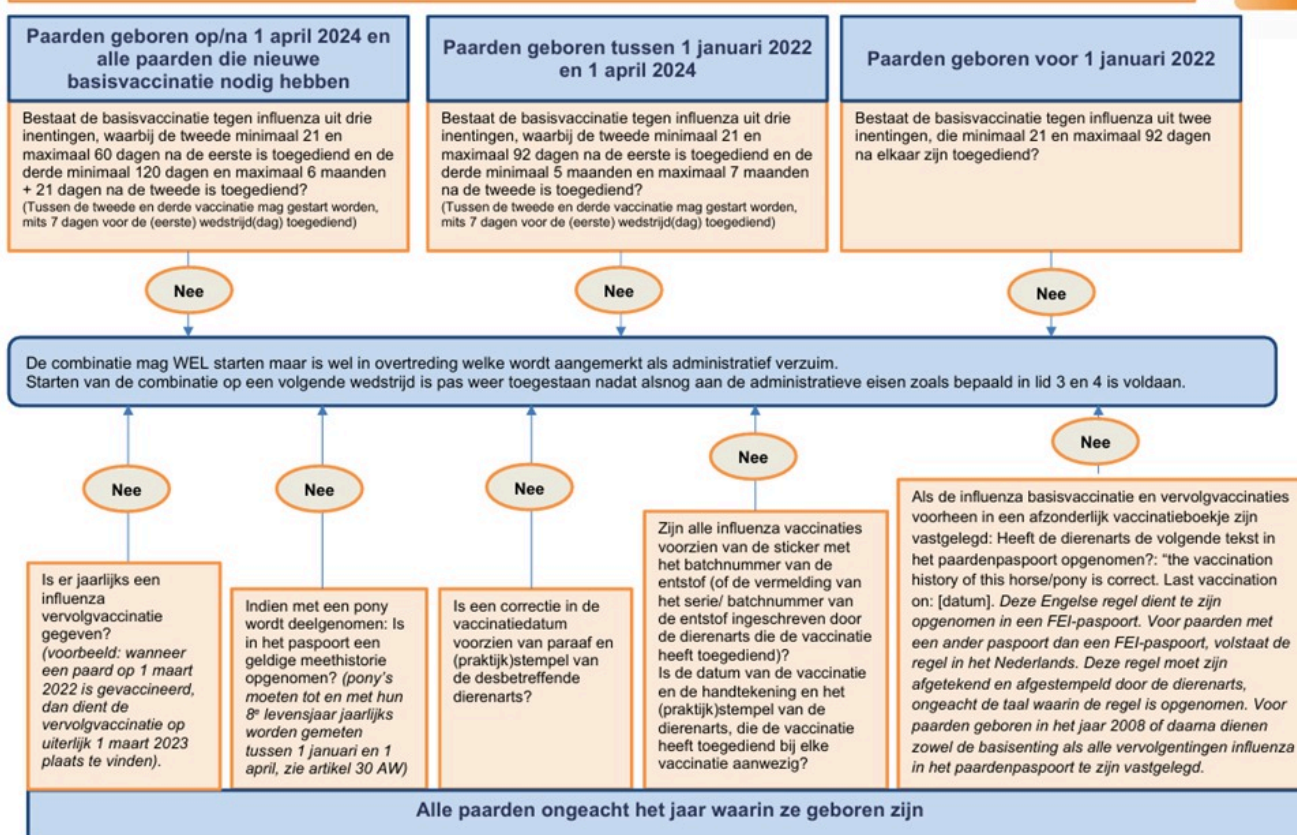 Paarden geboren op/na 1 april 2024 en
alle paarden die nieuwe
basisvaccinatie nodig hebben
Bestaat de basisvaccinatie tegen influenza uit drie
inentingen, waarbij de tweede minimaal 21 en
maximaal 60 dagen na de eerste is toegediend en de
derde minimaal 120 dagen en maximaal 6 maanden
+ 21 dagen na de tweede is toegediend?
(Tussen de tweede en derde vaccinatie mag gestart worden,
mits 7 dagen voor de (eerste) wedstrijd(dag) toegediend)
Paarden geboren tussen 1 januari 2022
en 1 april 2024
Bestaat de basisvaccinatie tegen influenza uit drie
inentingen, waarbij de tweede minimaal 21 en
maximaal 92 dagen na de eerste is toegediend en de
derde minimaal 5 maanden en maximaal 7 maanden
na de tweede is toegediend?
(Tussen de tweede en derde vaccinatie mag gestart worden,
mits 7 dagen voor de (eerste) wedstrijd(dag) toegediend)
Paarden geboren voor 1 januari 2022
Bestaat de basisvaccinatie tegen influenza uit twee
inentingen, die minimaal 21 en maximaal 92 dagen
na elkaar zijn toegediend?
Nee
Nee
Nee
De combinatie mag WEL starten maar is wel in overtreding welke wordt aangemerkt als administratief verzuim.
Starten van de combinatie op een volgende wedstrijd is pas weer toegestaan nadat alsnog aan de administratieve eisen zoals bepaald in lid 3 en 4 is voldaan.
Nee
Nee
Nee
Nee
Nee
Is er jaarlijks een
influenza
vervolgvaccinatie
gegeven?
(voorbeeld: wanneer
een paard op 1 maart
2022 is gevaccineerd,
dan dient de
vervolgvaccinatie op
uiterlijk 1 maart 2023
plaats te vinden).
Indien met een pony
wordt deelgenomen: Is
in het paspoort een
geldige meethistorie
opgenomen? (pony's
moeten tot en met hun
8e levensjaar jaarlijks
worden gemeten
tussen 1 januari en 1
april, zie artikel 30 AW)
Is een correctie in de
vaccinatiedatum
voorzien van paraaf en
(praktijk)stempel van
de desbetreffende
dierenarts?
Zijn alle influenza vaccinaties
voorzien van de sticker met
het batchnummer van de
entstof (of de vermelding van
het serie/ batchnummer van
de entstof ingeschreven door
de dierenarts die de vaccinatie
heeft toegediend)?
Is de datum van de vaccinatie
en de handtekening en het
(praktijk)stempel van de
dierenarts, die de vaccinatie
heeft toegediend bij elke
vaccinatie aanwezig?
Als de influenza basisvaccinatie en vervolgvaccinaties
voorheen in een afzonderlijk vaccinatieboekje zijn
vastgelegd: Heeft de dierenarts de volgende tekst in
het paardenpaspoort opgenomen?: “the vaccination
history of this horse/pony is correct. Last vaccination
on: [datum]. Deze Engelse regel dient te zijn
opgenomen in een FEI-paspoort. Voor paarden met
een ander paspoort dan een FEI-paspoort, volstaat de
regel in het Nederlands. Deze regel moet zijn
afgetekend en afgestempeld door de dierenarts,
ongeacht de taal waarin de regel is opgenomen. Voor
paarden geboren in het jaar 2008 of daarna dienen
zowel de basisenting als alle vervolgentingen influenza
in het paardenpaspoort te zijn vastgelegd.
Alle paarden ongeacht het jaar waarin ze geboren zijn